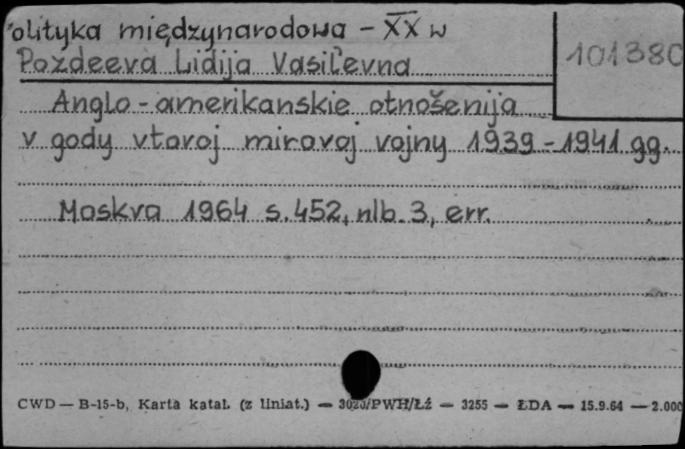 olityka międzynarodowa - XX w
101380
Pozdeeva Lidija Vasil'evna
Anglo-amerikanskie otnošenija
v gody vtoroj mirovoj vojny 1939-1941 gg.
Moskva 1964 s. 452, nlb. 3, err.
CWD — B-15-b, Karta katal. (z liniat.) — PWH/Łź — 3255 — ŁDA — 15.9.64 — 2.000